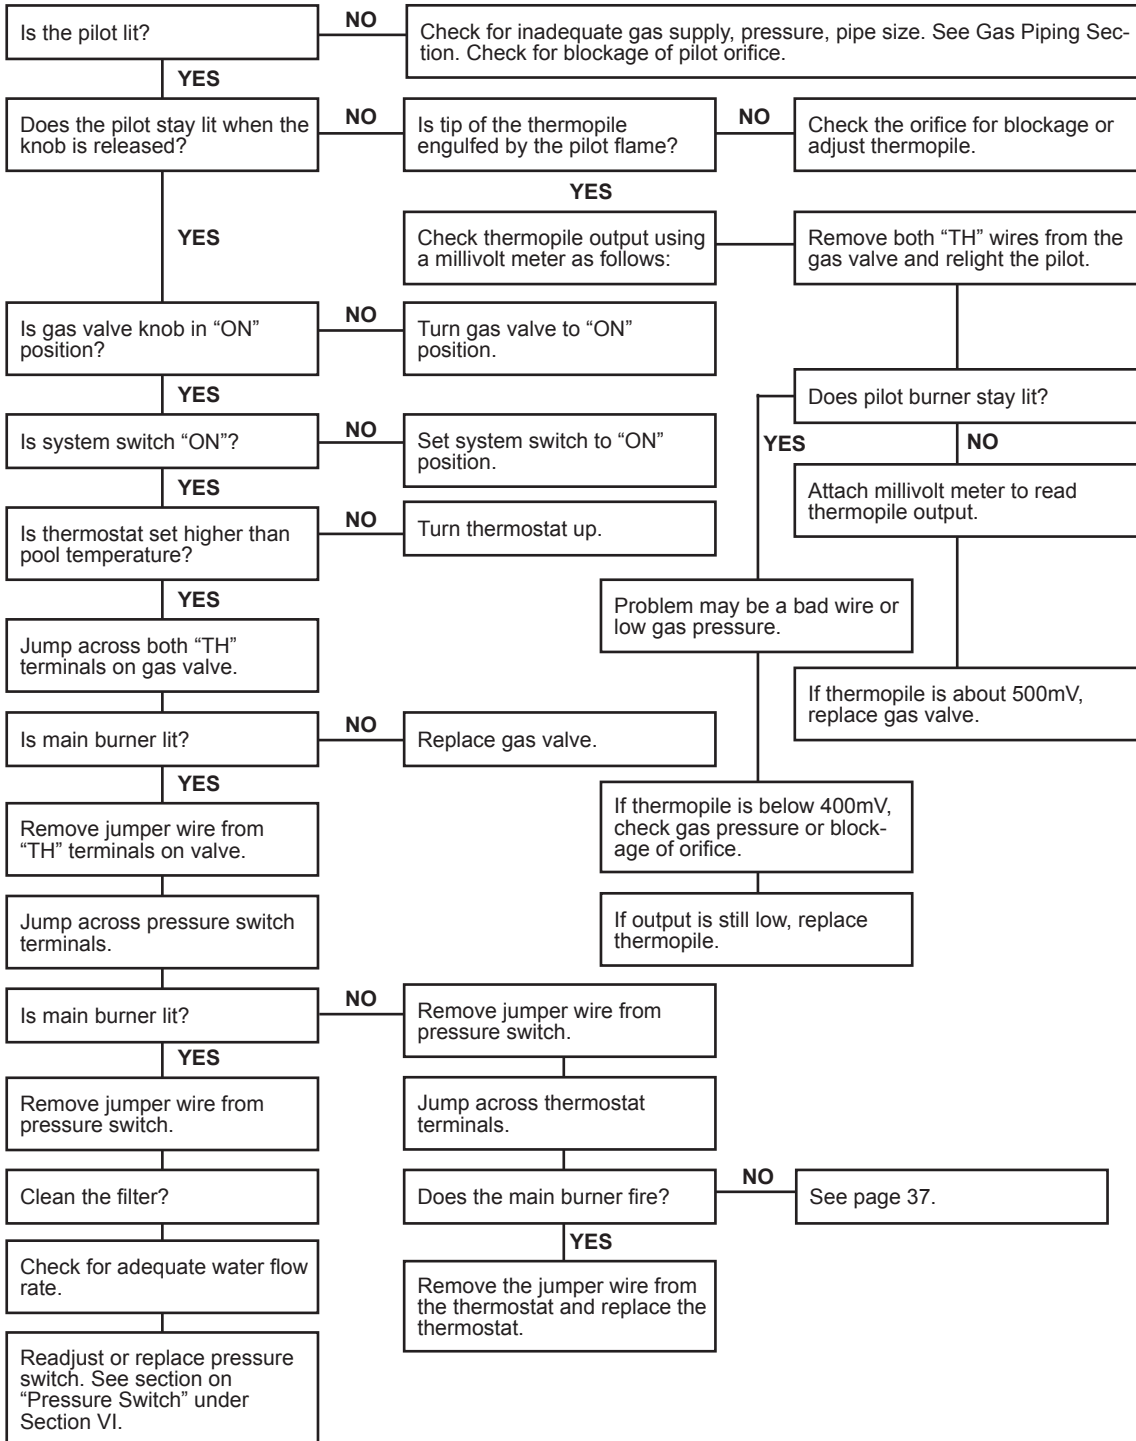 Is the pilot lit?
NO
Check for inadequate gas supply, pressure, pipe size. See Gas Piping Sec-
tion. Check for blockage of pilot orifice.
YES
Does the pilot stay lit when the
knob is released?
NO
Is tip of the thermopile
engulfed by the pilot flame?
NO
Check the orifice for blockage or
adjust thermopile.
YES
YES
Check thermopile output using
a millivolt meter as follows:
Remove both “TH” wires from the
gas valve and relight the pilot.
Is gas valve knob in “ON”
position?
NO
Turn gas valve to “ON”
position.
YES
Does pilot burner stay lit?
Is system switch “ON”?
NO
Set system switch to “ON”
position.
YES
NO
YES
Attach millivolt meter to read
thermopile output.
Is thermostat set higher than
pool temperature?
NO
Turn thermostat up.
YES
Problem may be a bad wire or
low gas pressure.
Jump across both “TH”
terminals on gas valve.
If thermopile is about 500mV,
replace gas valve.
Is main burner lit?
NO
Replace gas valve.
YES
If thermopile is below 400mV,
check gas pressure or block-
age of orifice.
Remove jumper wire from
“TH” terminals on valve.
Jump across pressure switch
terminals.
If output is still low, replace
thermopile.
Is main burner lit?
NO
Remove jumper wire from
pressure switch.
YES
Remove jumper wire from
pressure switch.
Jump across thermostat
terminals.
Clean the filter?
Does the main burner fire?
NO
See page 37.
YES
Check for adequate water flow
rate.
Remove the jumper wire from
the thermostat and replace the
thermostat.
Readjust or replace pressure
switch. See section on
“Pressure Switch” under
Section VI.